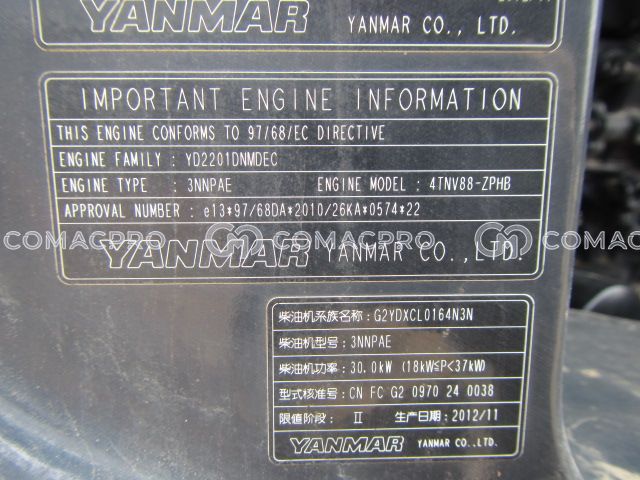 YANMAR YANMAR CO., LTD.
IMPORTANT ENGINE INFORMATION
THIS ENGINE CONFORMS TO 97/68/EC DIRECTIVE
ENGINE FAMILY : YD2201DNMDEC
ENGINE TYPE : 3NNPAE ENGINE MODEL : 4TNV88-ZPHB
APPROVAL NUMBER : e13*97/68DA*2010/26KA*0574*22
COMACPRO COMACPRO COMACPRO
YANMAR YANMAR CO., LTD.
柴油机系族名称: G2YDXCL0164N3N
柴油机型号: 3NNPAE
柴油机功率: 30.0kW (18kW≦P<37kW)
型式核准号: CN FC G2 0970 24 0038
限值阶段: Ⅱ 生产日期: 2012/11
YANMAR YANMAR CO., LTD.